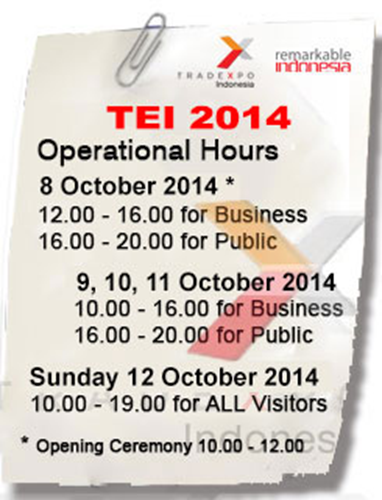 TRADEXPO
Indonesia
remarkable
indonesia
TEI 2014
Operational Hours
8 October 2014 *
12.00 - 16.00 for Business
16.00 - 20.00 for Public
9, 10, 11 October 2014
10.00 - 16.00 for Business
16.00 - 20.00 for Public
Sunday 12 October 2014
10.00 - 19.00 for ALL Visitors
* Opening Ceremony 10.00 - 12.00
Indones